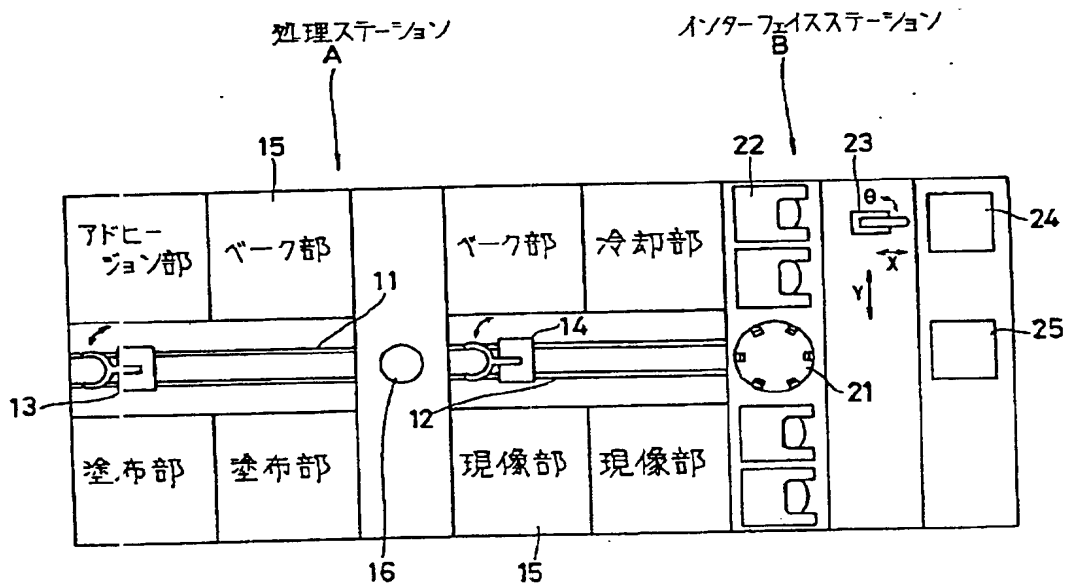 処理ステーション
A
インターフェイスステーション
B
15
22
23
アドヒー
ジョン部
ベーク部
ベーク部
冷却部
θ
24
X
Y
11
14
25
13
12
21
塗布部
塗布部
現像部
現像部
16
15